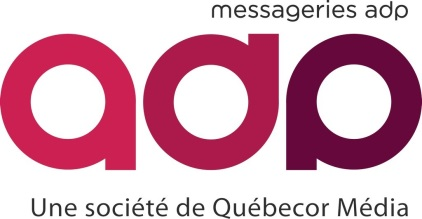 messageries adp
adp
Une société de Québecor Média